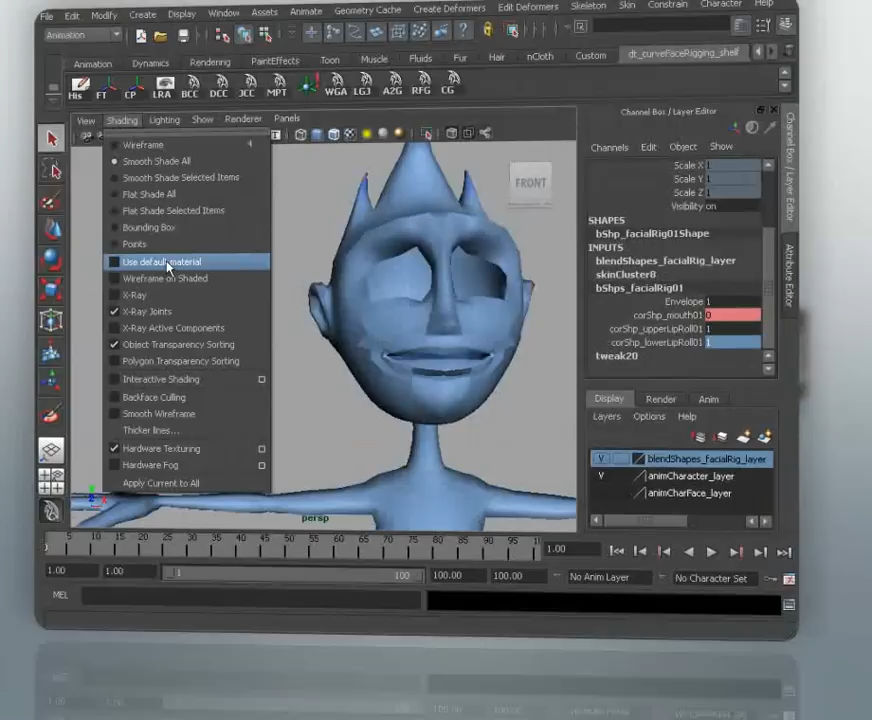 File Edit Modify Create Display Window Assets Animate Geometry Cache Create Deformers Edit Deformers Skeleton Skin Constrain Character Help
Animation
Animation Dynamics Rendering PaintEffects Toon Muscle Fluids Fur Hair nCloth Custom dt_curveFaceRigging_shelf
His FT CP LRA BCC DCC JCC MPT WGA LGJ A2G RFG CG
View Shading Lighting Show Renderer Panels
Wireframe
Smooth Shade All
Smooth Shade Selected Items
Flat Shade All
Flat Shade Selected Items
Bounding Box
Points
Use default material
Wireframe on Shaded
X-Ray
X-Ray Joints
X-Ray Active Components
Object Transparency Sorting
Polygon Transparency Sorting
Interactive Shading
Backface Culling
Smooth Wireframe
Thicker lines...
Hardware Texturing
Hardware Fog
Apply Current to All
FRONT
persp
Channel Box / Layer Editor
Channels Edit Object Show
Scale X 1
Scale Y 1
Scale Z 1
Visibility on
SHAPES
bShp_facialRig01Shape
INPUTS
blendShapes_facialRig_layer
skinCluster8
bShps_facialRig01
Envelope 1
corShp_mouth01 0
corShp_upperLipRoll01 1
corShp_lowerLipRoll01 1
tweak20
Display Render Anim
Layers Options Help
V blendShapes_facialRig_layer
V animCharacter_layer
animCharFace_layer
Channel Box / Layer Editor
Attribute Editor
5 10 15 20 25 30 35 40 45 50 55 60 65 70 75 80 85 90 95 1
1.00
1.00 1.00 1 100 100.00 100.00 No Anim Layer No Character Set
MEL